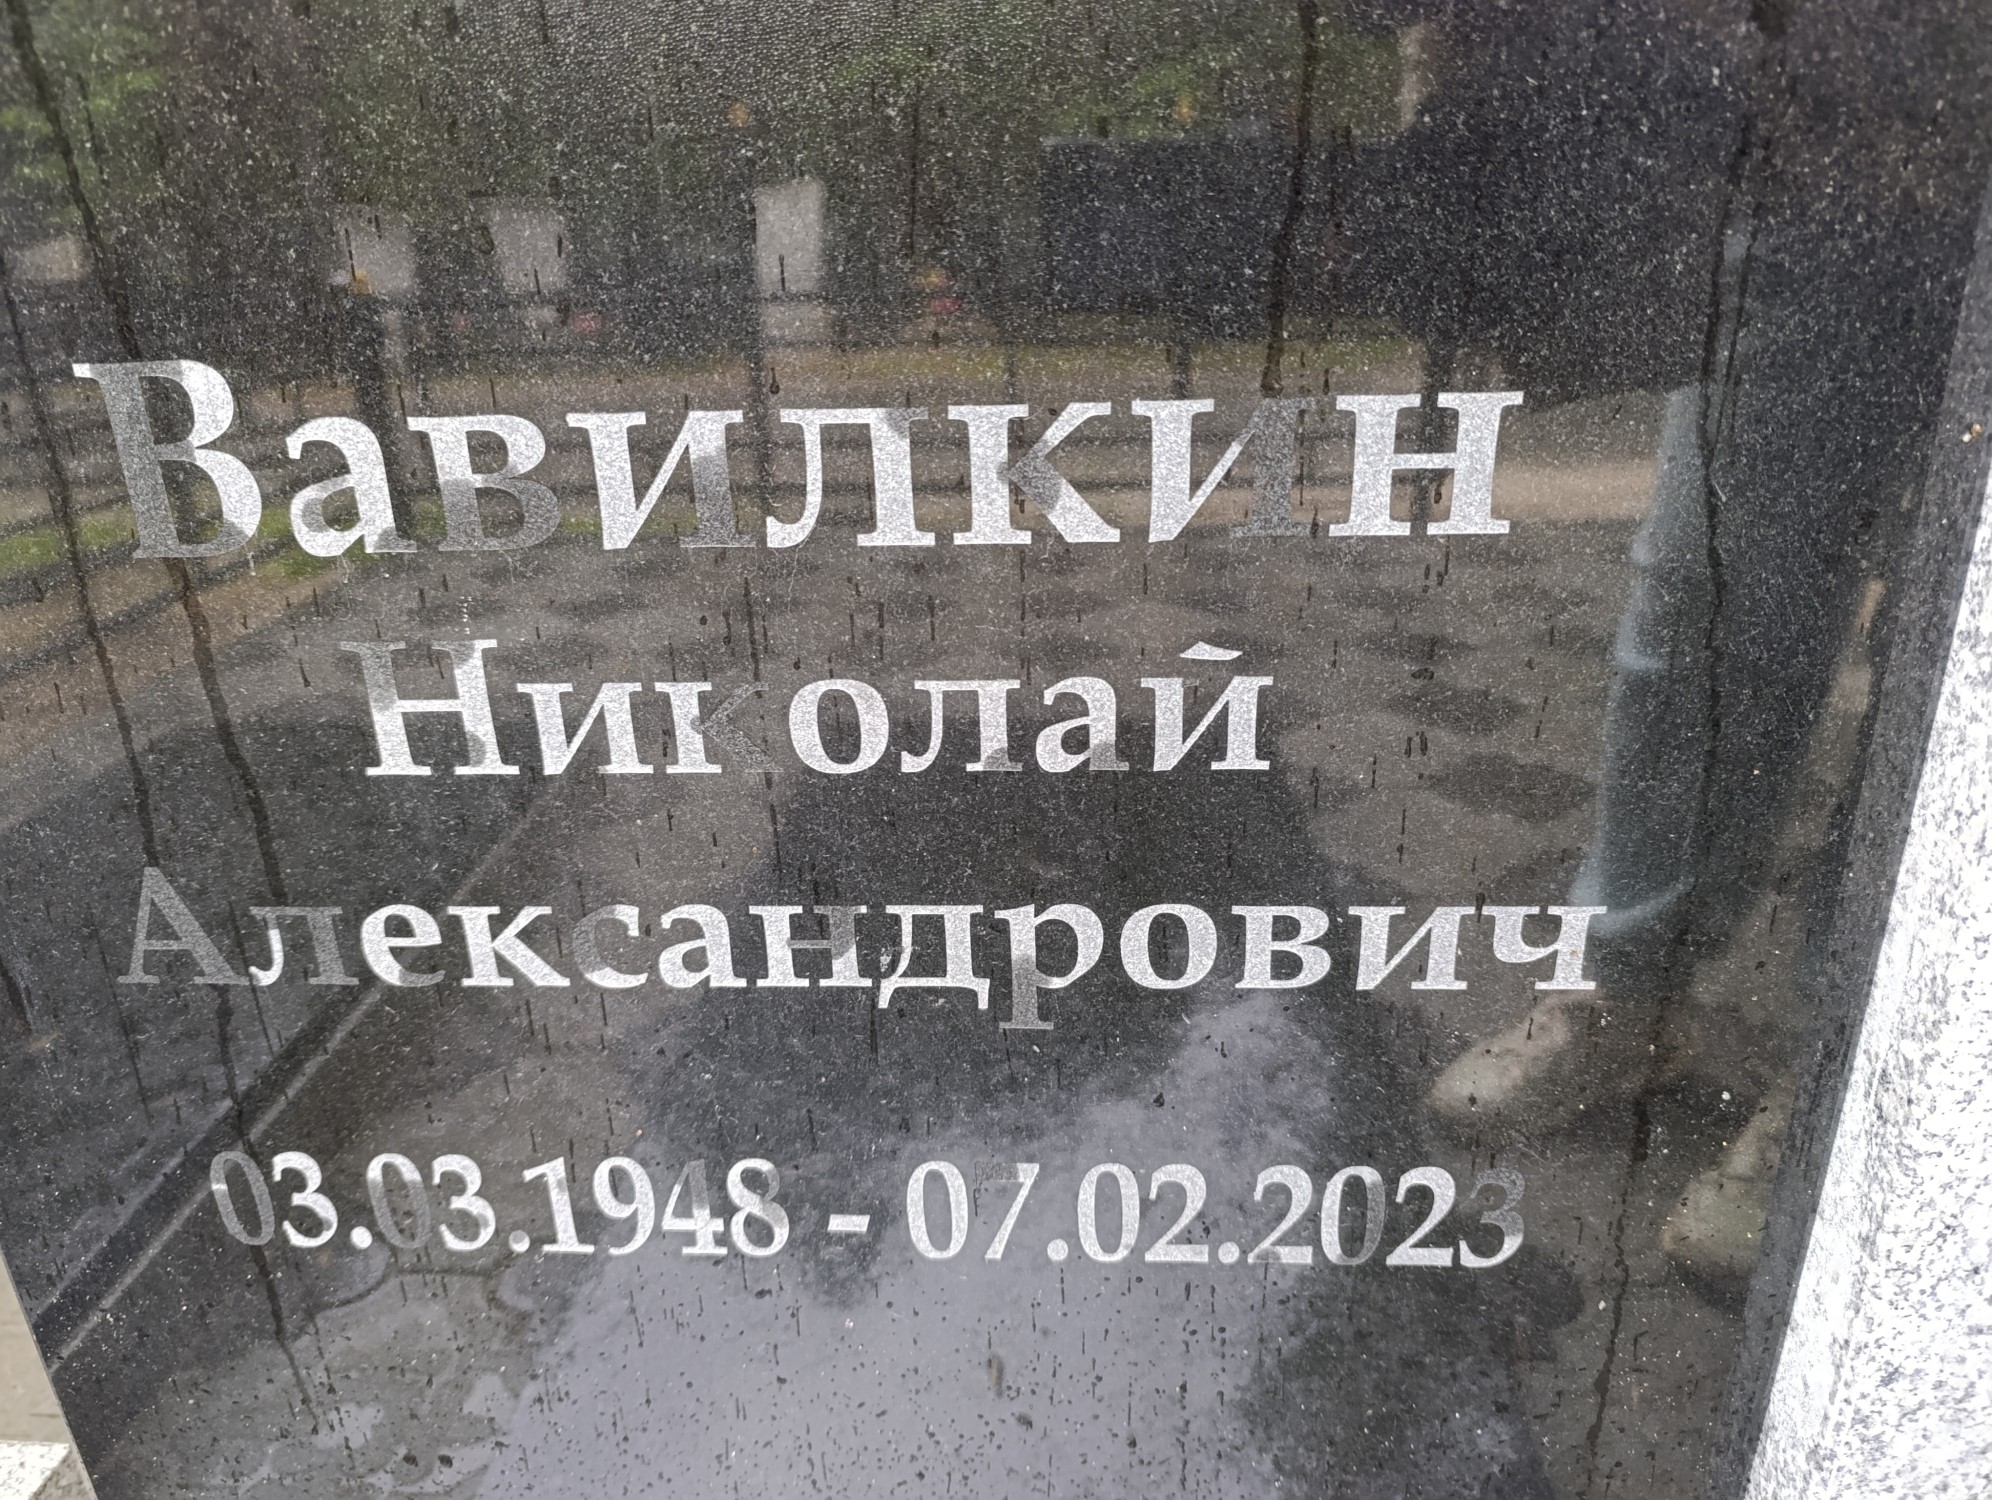 Вавилкин
Николай
Александрович
03.03.1948 - 07.02.2023